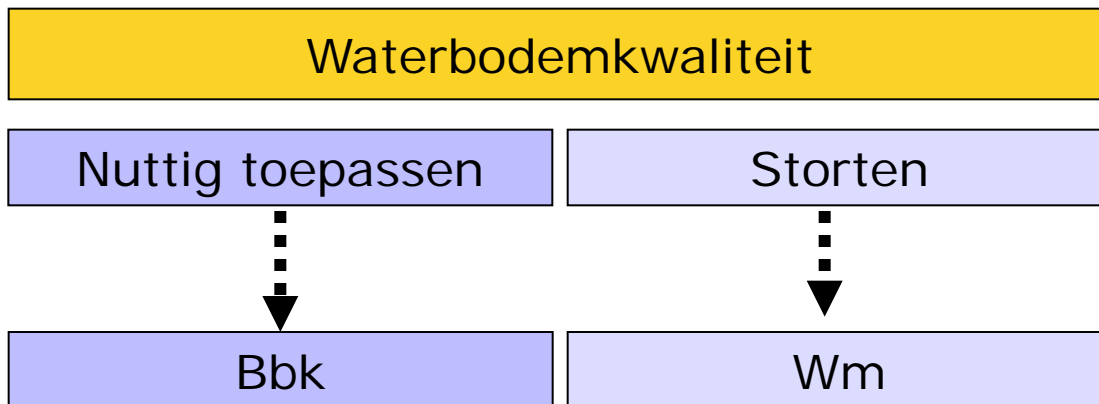 Waterbodemkwaliteit
Nuttig toepassen
Storten
Bbk
Wm